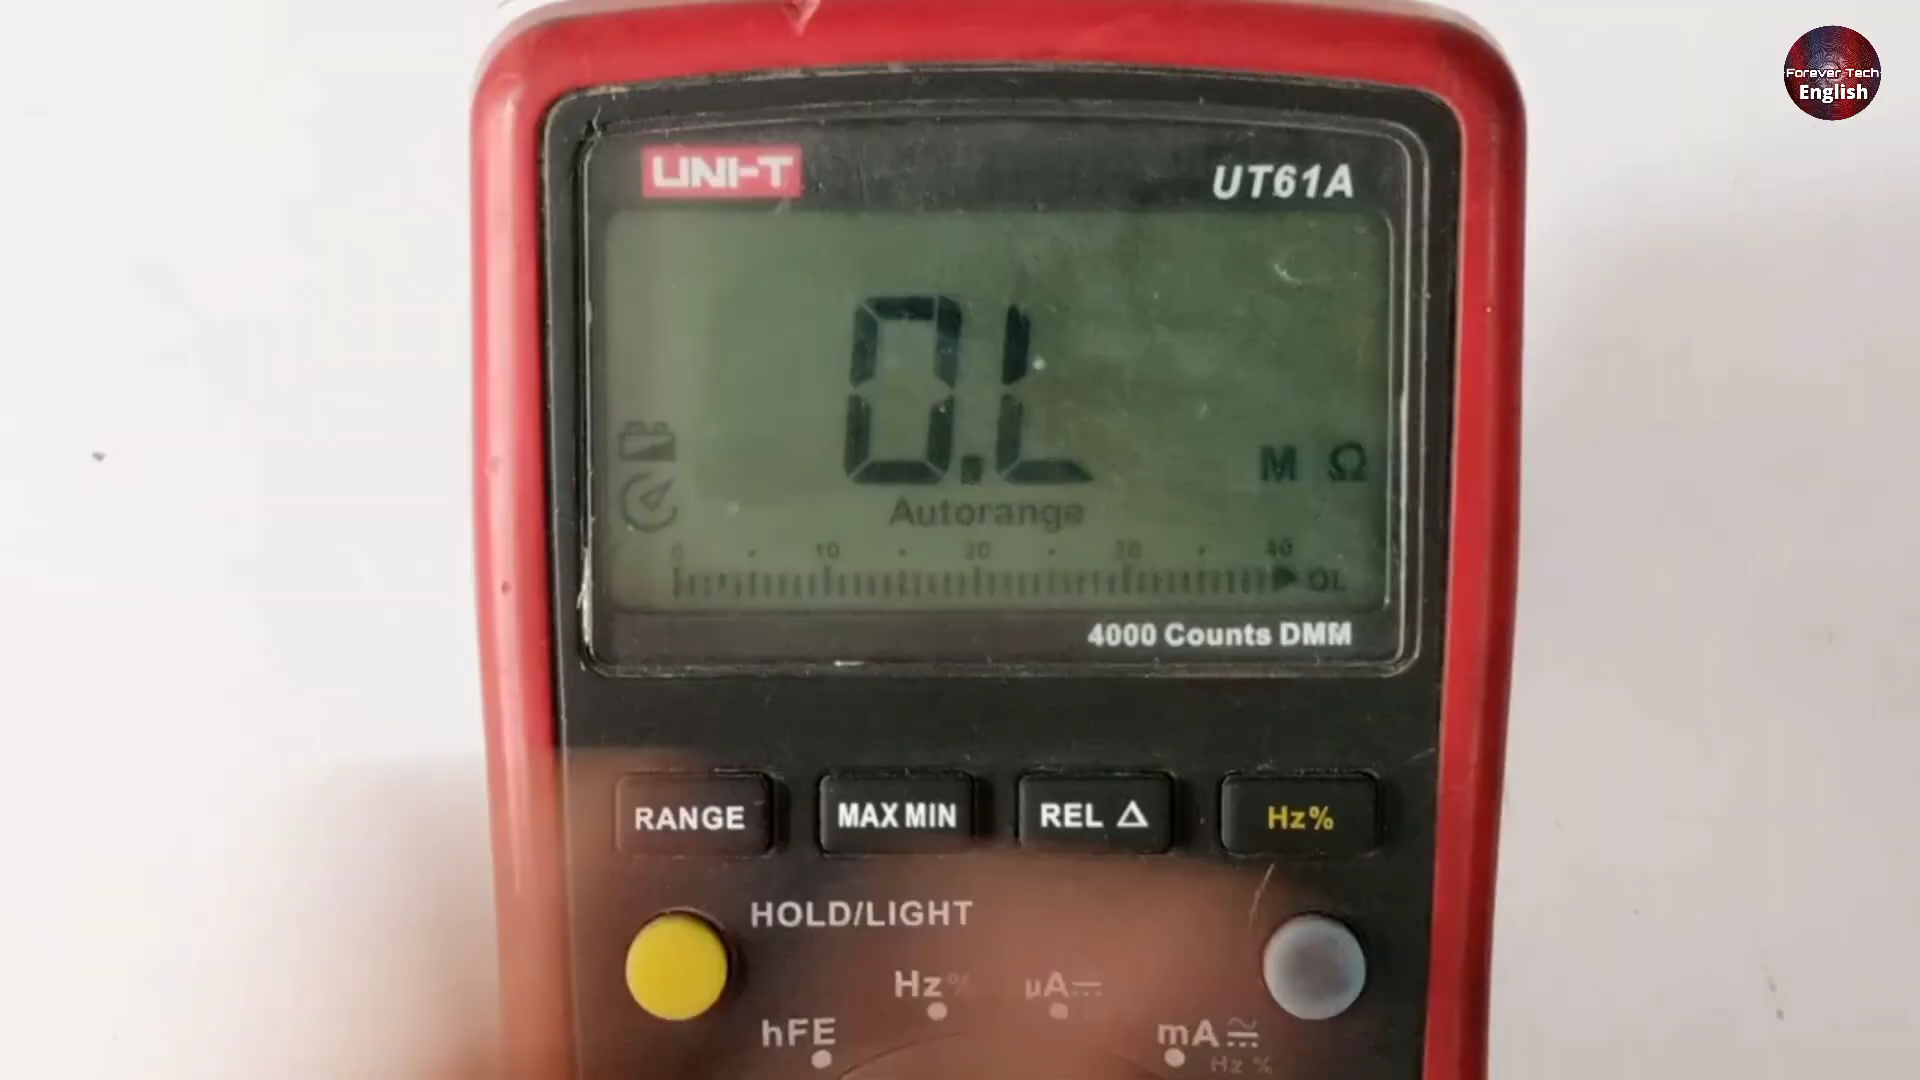 Forever Tech
English
UNI-T
UT61A
0.L
M Ω
Autorange
0 10 20 30 40
OL
4000 Counts DMM
RANGE
MAX MIN
REL Δ
Hz%
HOLD/LIGHT
Hz%
µA
hFE
mA
Hz %